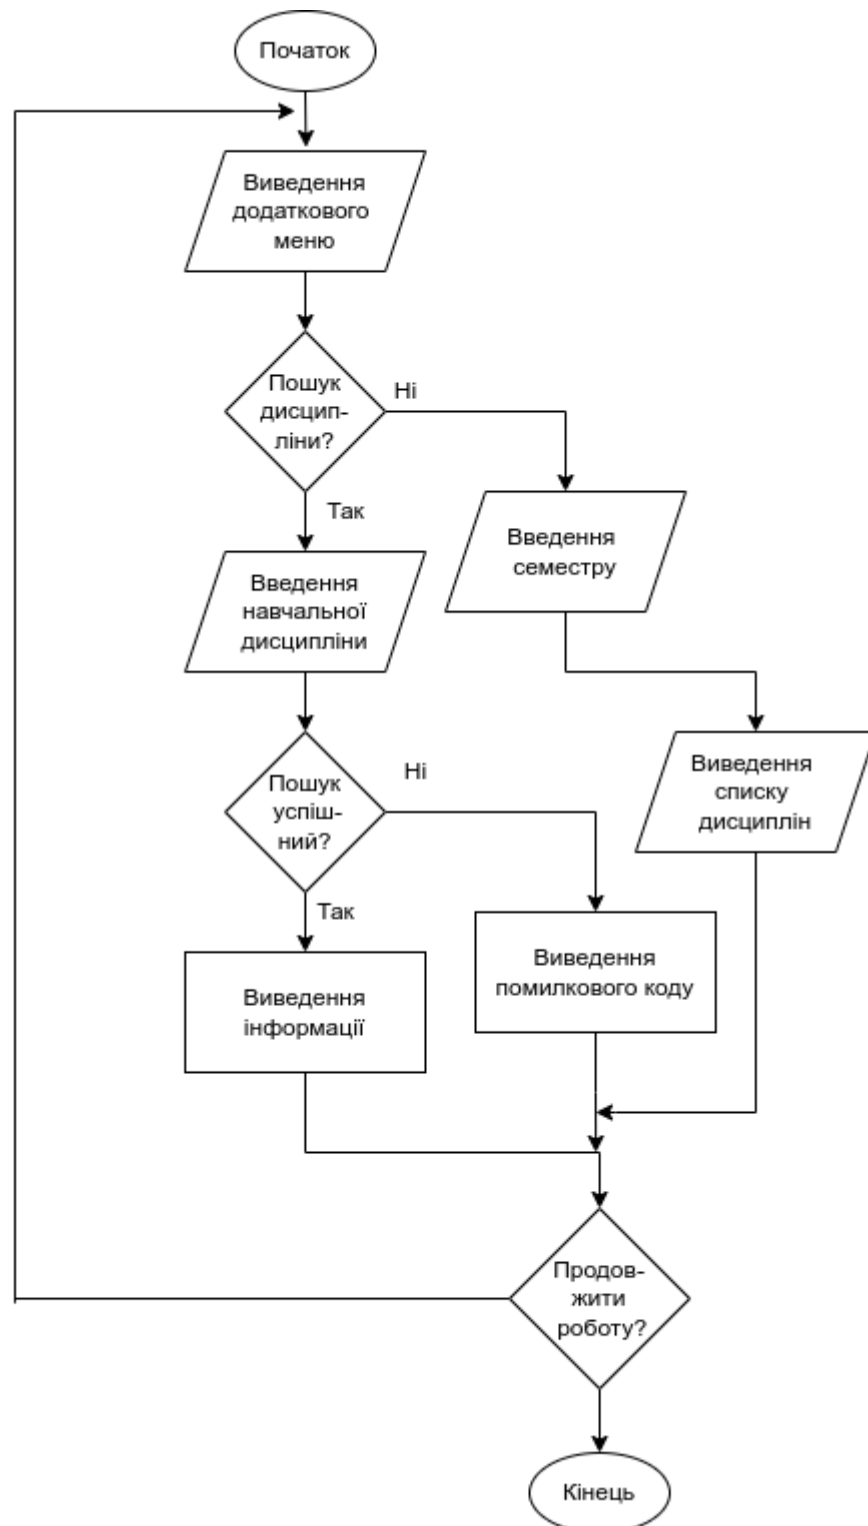 Початок
Виведення
додаткового
меню
Пошук
дисцип-
ліни?
Ні
Так
Введення
семестру
Введення
навчальної
дисципліни
Пошук
успіш-
ний?
Ні
Виведення
списку
дисциплін
Так
Виведення
інформації
Виведення
помилкового коду
Продов-
жити
роботу?
Кінець